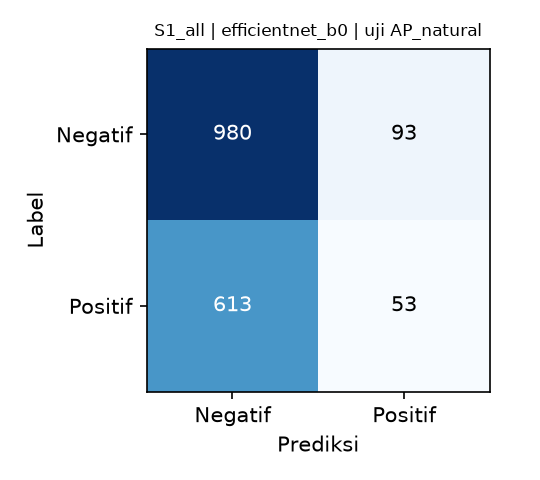 S1_all | efficientnet_b0 | uji AP_natural
Label
Negatif
980
93
Positif
613
53
Negatif
Positif
Prediksi